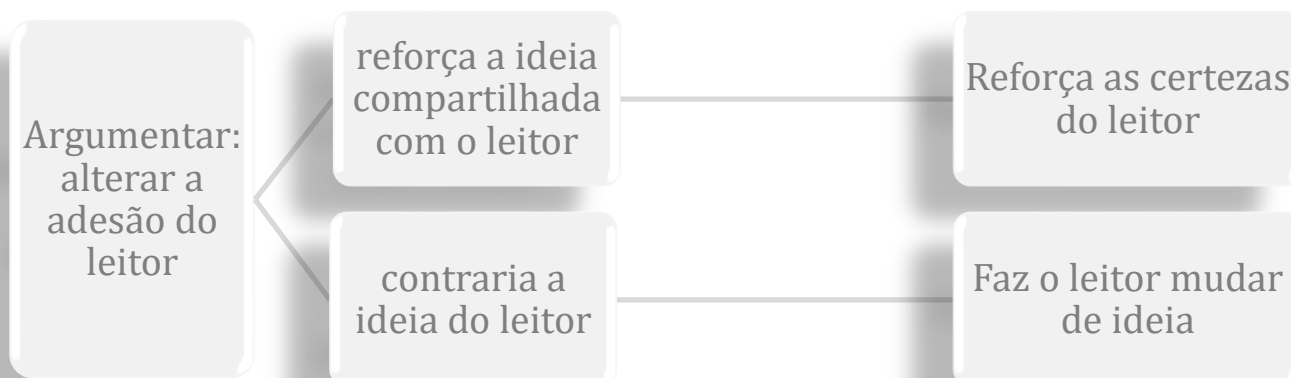 Argumentar:
alterar a
adesão do
leitor
reforça a ideia
compartilhada
com o leitor
Reforça as certezas
do leitor
contraria a
ideia do leitor
Faz o leitor mudar
de ideia